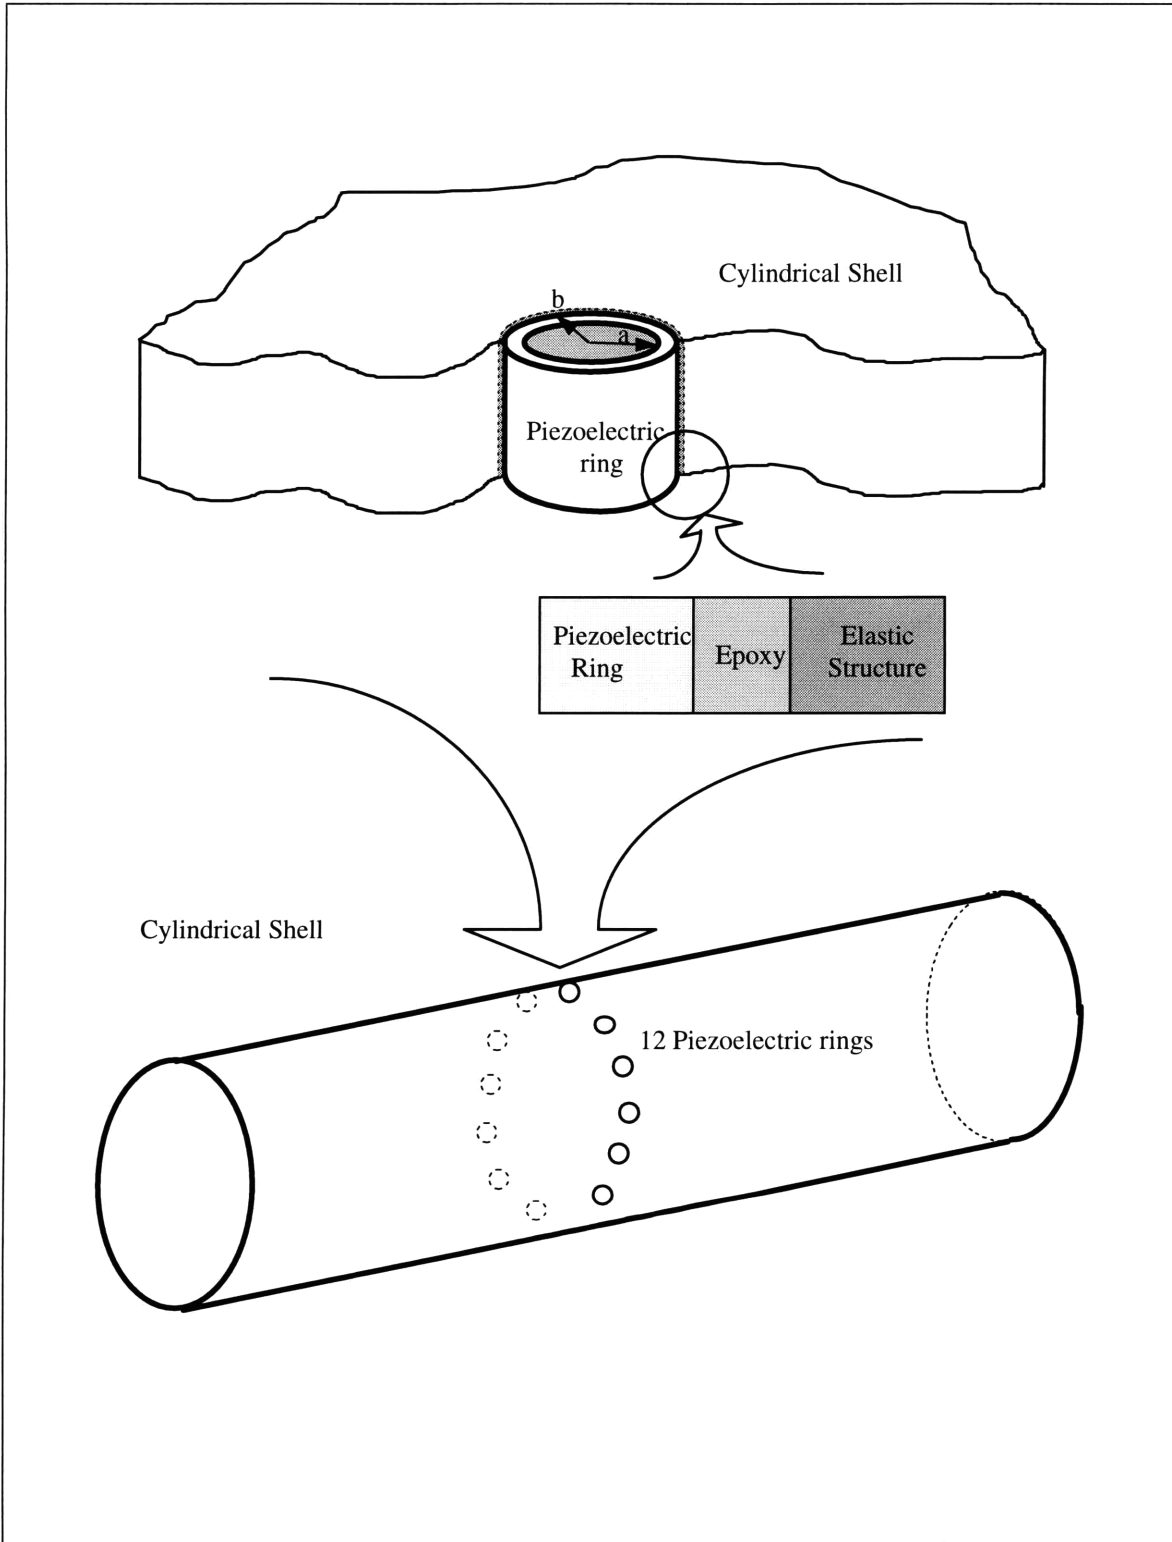 Cylindrical Shell
b
a
Piezoelectric
ring
Piezoelectric
Ring
Epoxy
Elastic
Structure
Cylindrical Shell
12 Piezoelectric rings